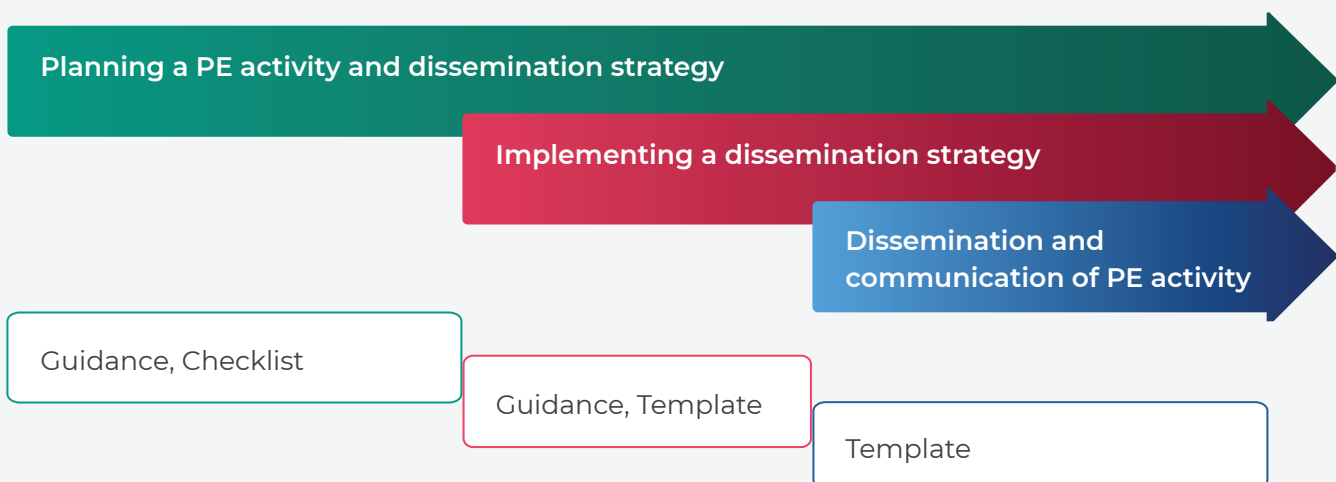 Planning a PE activity and dissemination strategy
Implementing a dissemination strategy
Dissemination and
communication of PE activity
Guidance, Checklist
Guidance, Template
Template